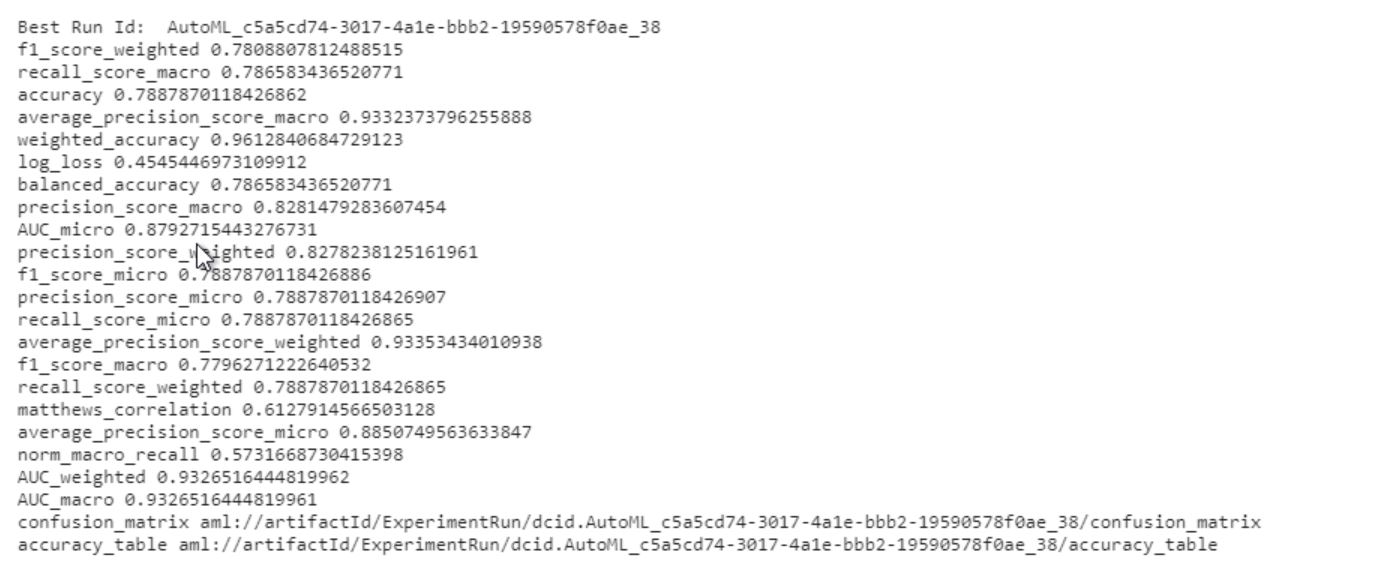 Best Run Id:  AutoML_c5a5cd74-3017-4a1e-bbb2-19590578f0ae_38
f1_score_weighted 0.7808807812488515
recall_score_macro 0.786583436520771
accuracy 0.7887870118426862
average_precision_score_macro 0.9332373796255888
weighted_accuracy 0.9612840684729123
log_loss 0.4545446973109912
balanced_accuracy 0.786583436520771
precision_score_macro 0.8281479283607454
AUC_micro 0.8792715443276731
precision_score_weighted 0.8278238125161961
f1_score_micro 0.7887870118426886
precision_score_micro 0.7887870118426907
recall_score_micro 0.7887870118426865
average_precision_score_weighted 0.93353434010938
f1_score_macro 0.7796271222640532
recall_score_weighted 0.7887870118426865
matthews_correlation 0.6127914566503128
average_precision_score_micro 0.8850749563633847
norm_macro_recall 0.5731668730415398
AUC_weighted 0.9326516444819962
AUC_macro 0.9326516444819961
confusion_matrix aml://artifactId/ExperimentRun/dcid.AutoML_c5a5cd74-3017-4a1e-bbb2-19590578f0ae_38/confusion_matrix
accuracy_table aml://artifactId/ExperimentRun/dcid.AutoML_c5a5cd74-3017-4a1e-bbb2-19590578f0ae_38/accuracy_table